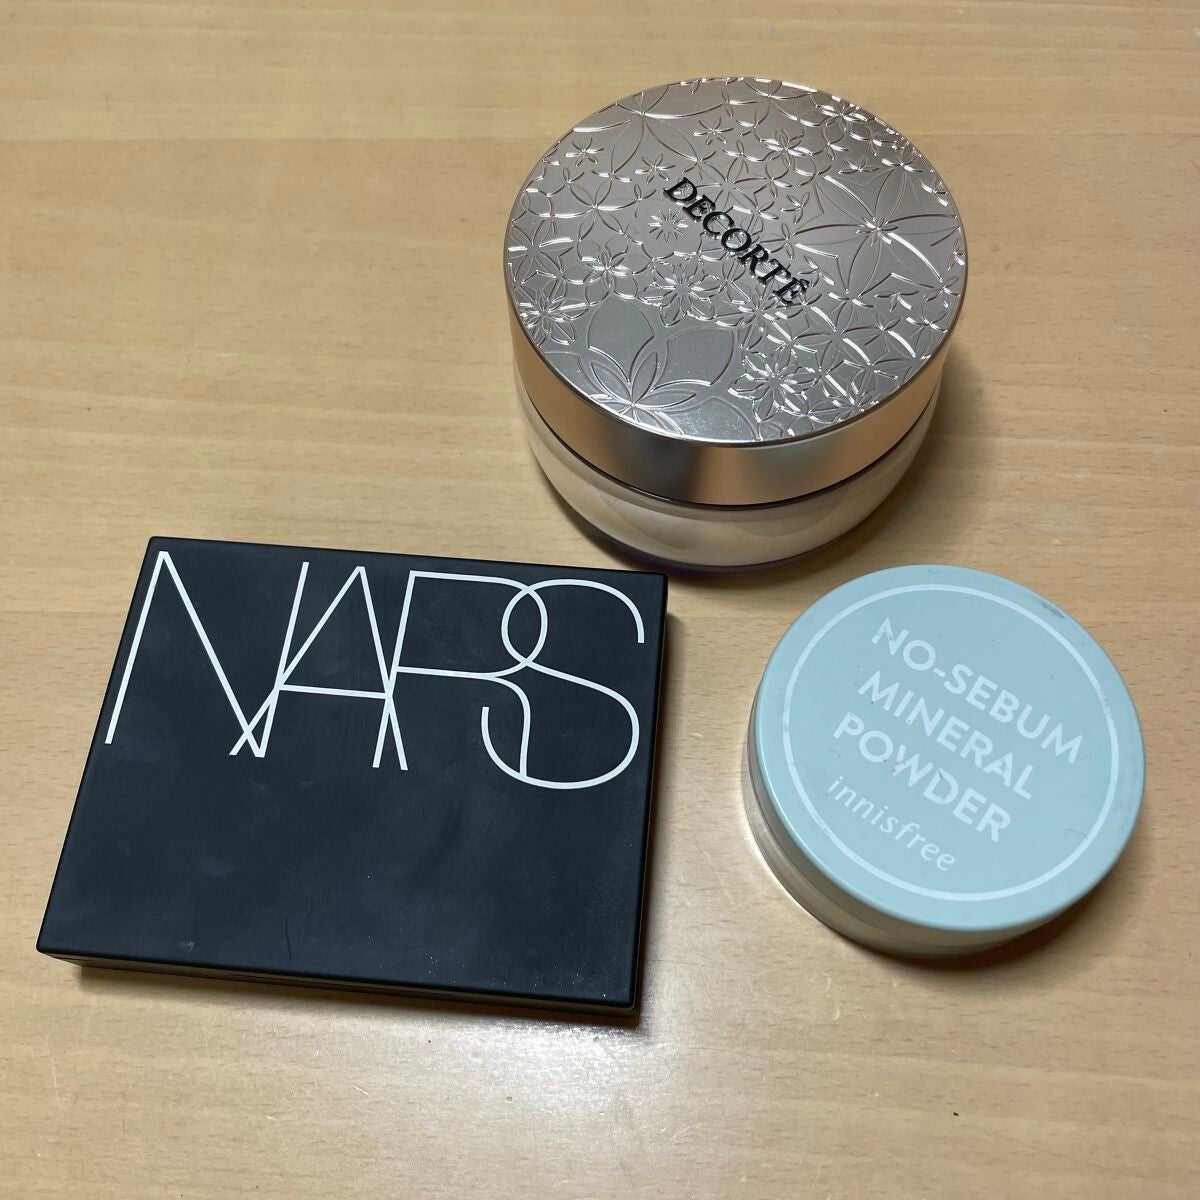 DECORTÉ
NARS
NO-SEBUM
MINERAL
POWDER
innisfree